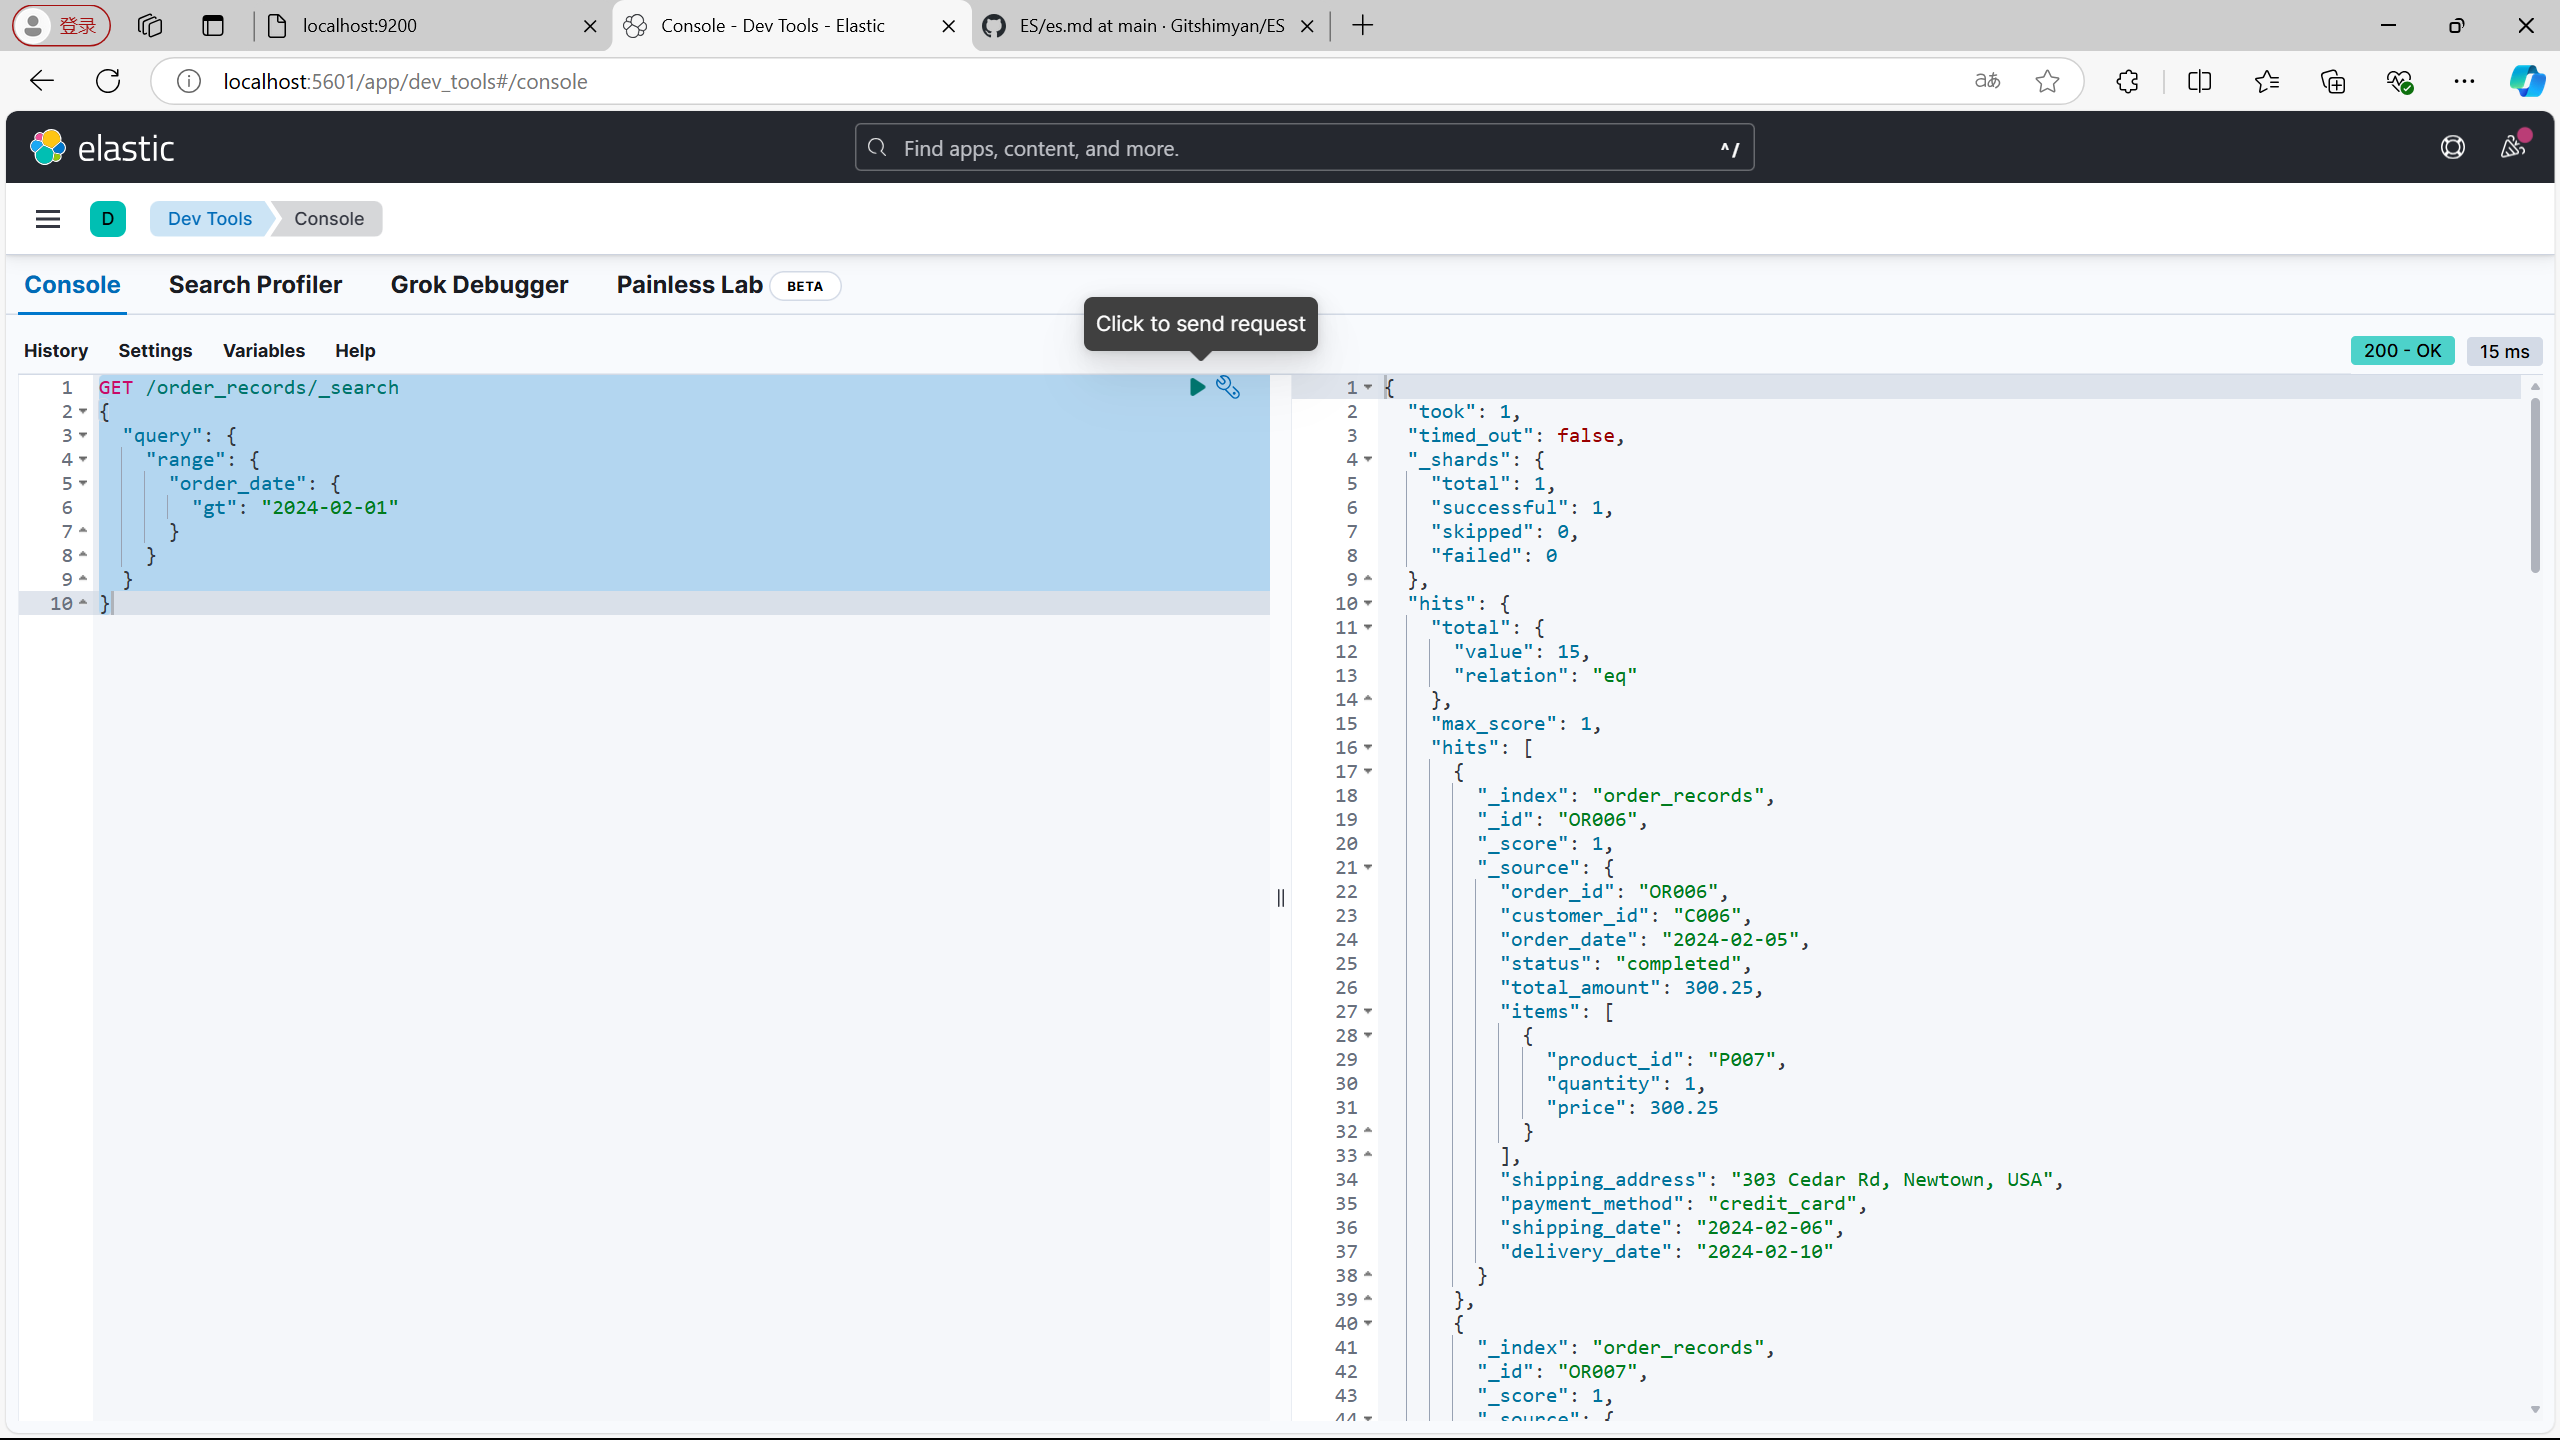 登录
localhost:9200
Console - Dev Tools - Elastic
ES/es.md at main · Gitshimyan/ES
localhost:5601/app/dev_tools#/console
aあ
elastic
Find apps, content, and more.
^/
D
Dev Tools
Console
Console
Search Profiler
Grok Debugger
Painless Lab
BETA
Click to send request
History
Settings
Variables
Help
200 - OK
15 ms
1 GET /order_records/_search
2 {
3 "query": {
4 "range": {
5 "order_date": {
6 "gt": "2024-02-01"
7 }
8 }
9 }
10 }
1 {
2 "took": 1,
3 "timed_out": false,
4 "_shards": {
5 "total": 1,
6 "successful": 1,
7 "skipped": 0,
8 "failed": 0
9 },
10 "hits": {
11 "total": {
12 "value": 15,
13 "relation": "eq"
14 },
15 "max_score": 1,
16 "hits": [
17 {
18 "_index": "order_records",
19 "_id": "OR006",
20 "_score": 1,
21 "_source": {
22 "order_id": "OR006",
23 "customer_id": "C006",
24 "order_date": "2024-02-05",
25 "status": "completed",
26 "total_amount": 300.25,
27 "items": [
28 {
29 "product_id": "P007",
30 "quantity": 1,
31 "price": 300.25
32 }
33 ],
34 "shipping_address": "303 Cedar Rd, Newtown, USA",
35 "payment_method": "credit_card",
36 "shipping_date": "2024-02-06",
37 "delivery_date": "2024-02-10"
38 }
39 },
40 {
41 "_index": "order_records",
42 "_id": "OR007",
43 "_score": 1,
44 "_source": {